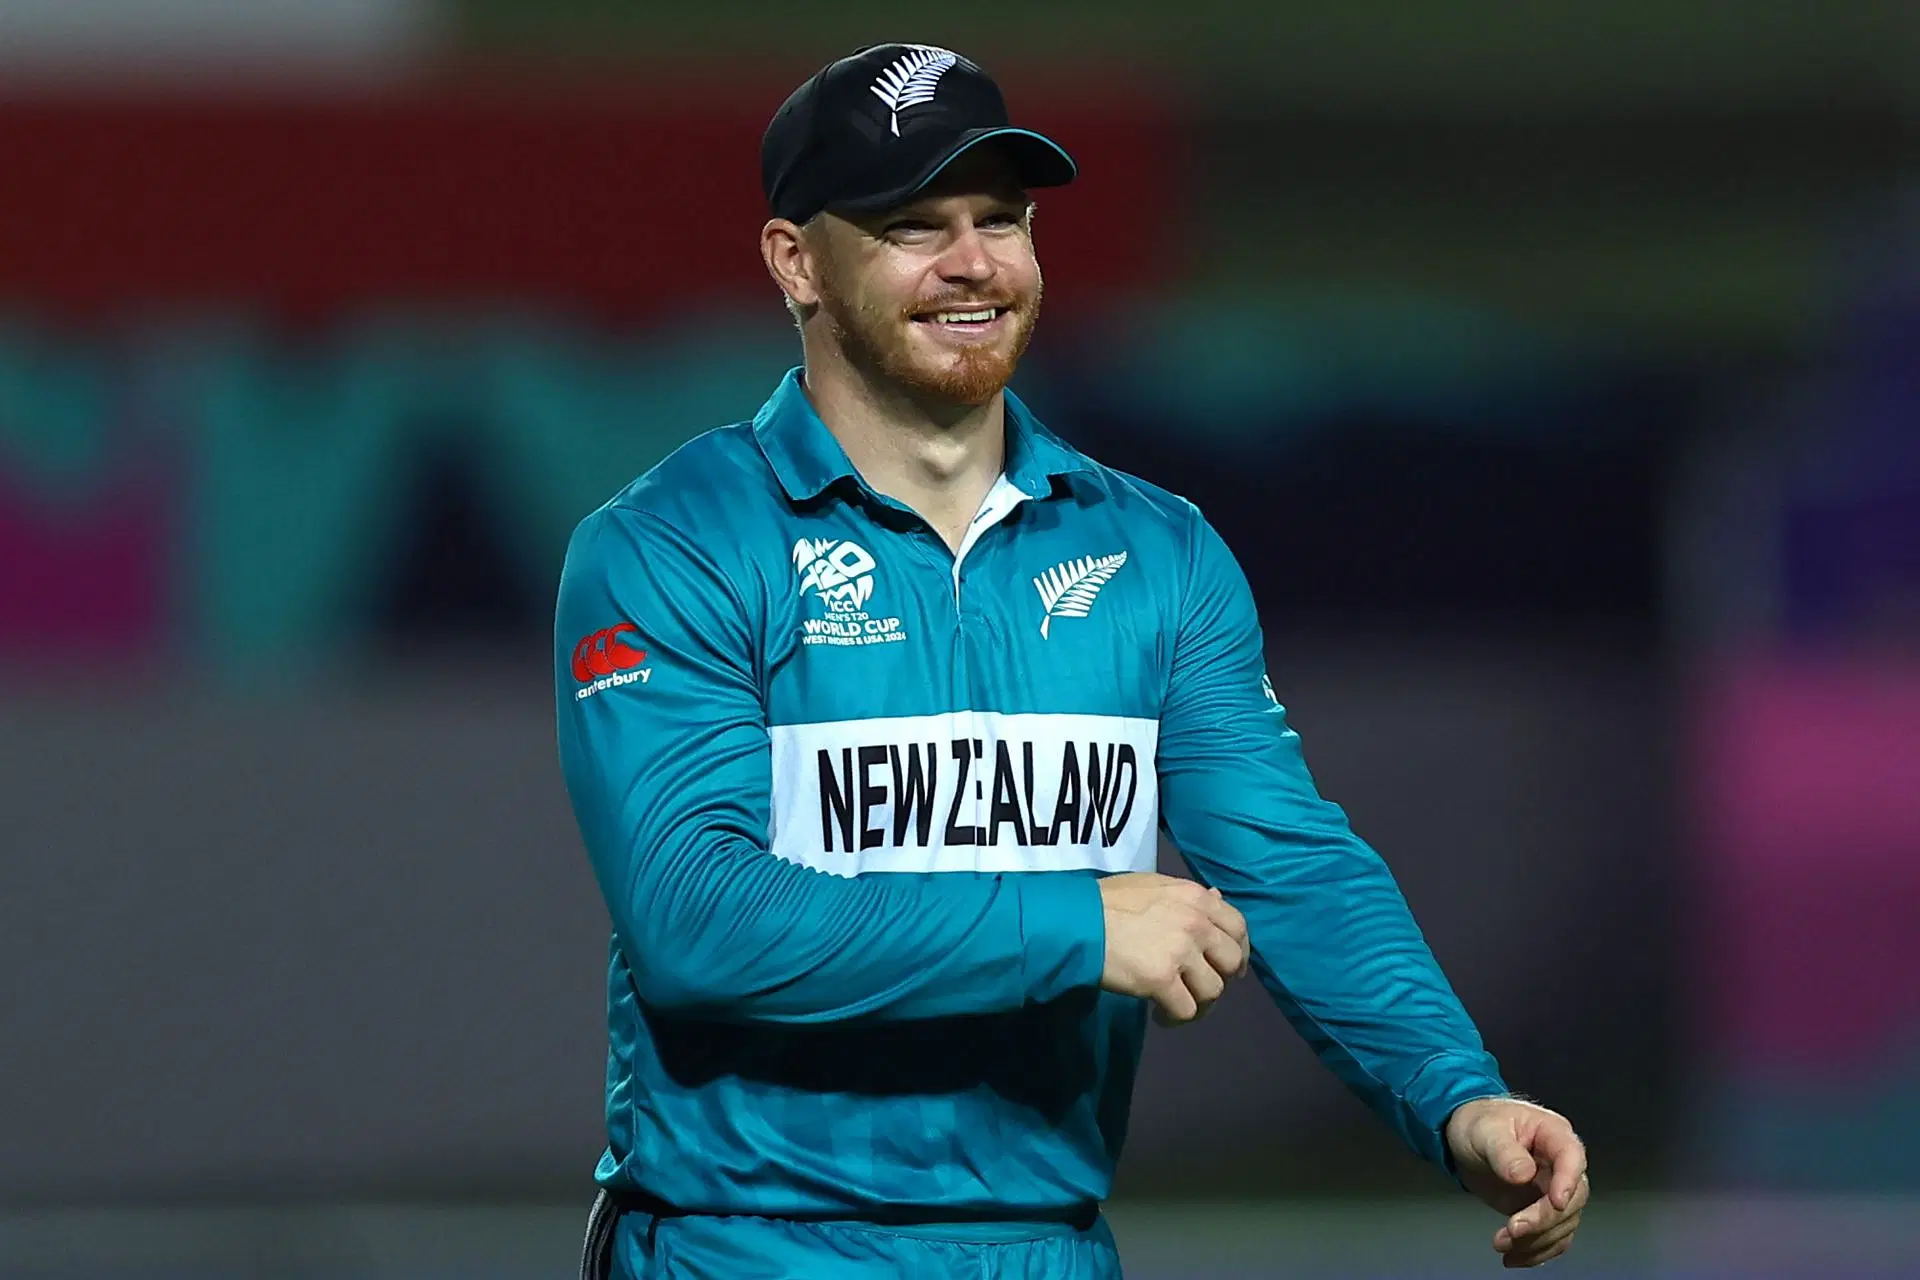 T20
ICC
MEN'S T20
WORLD CUP
WEST INDIES & USA 2024
canterbury
NEW ZEALAND